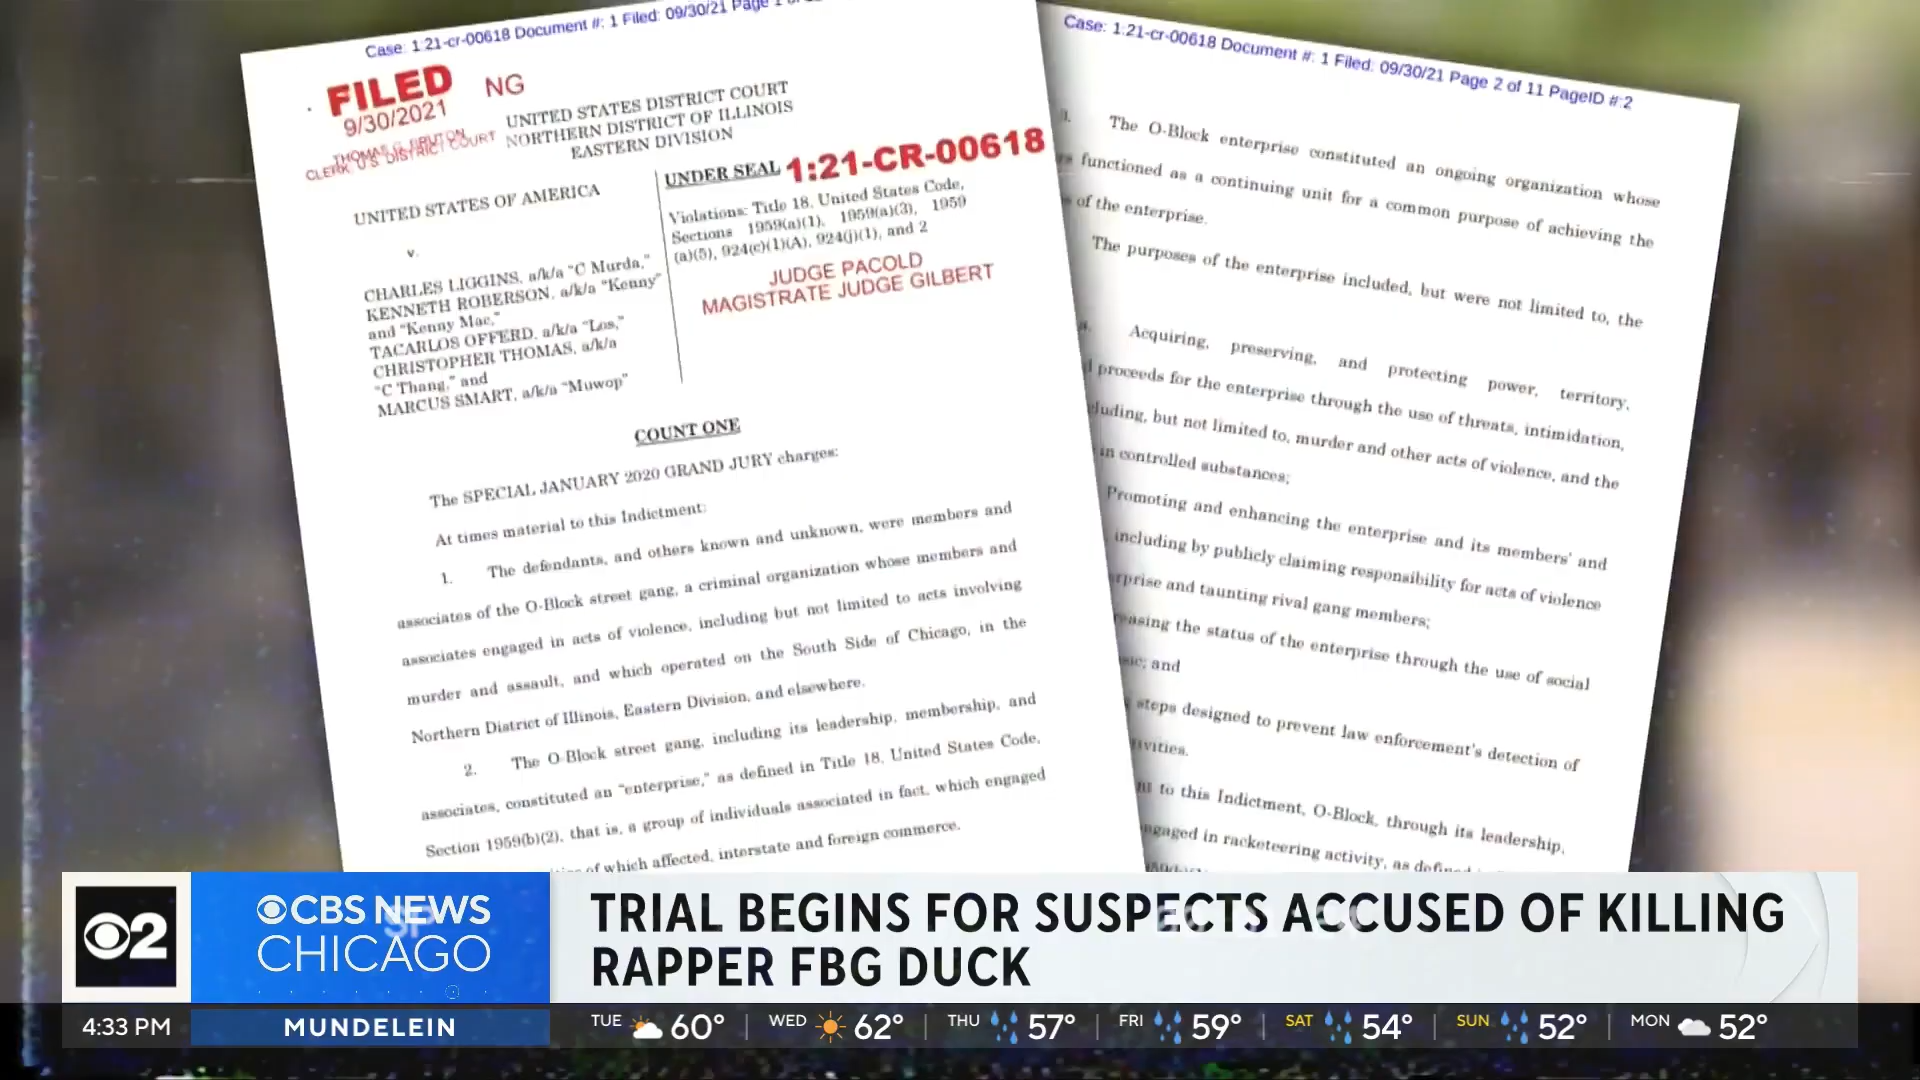 Case: 1:21-cr-00618 Document #: 1 Filed: 09/30/21 Page 1 of
FILED
NG
9/30/2021
THOMAS G. BRUTON
CLERK, U.S. DISTRICT COURT
UNITED STATES DISTRICT COURT
NORTHERN DISTRICT OF ILLINOIS
EASTERN DIVISION
UNITED STATES OF AMERICA
v.
CHARLES LIGGINS, a/k/a “C Murda,”
KENNETH ROBERSON, a/k/a “Kenny”
and “Kenny Mac,”
TACARLOS OFFERD, a/k/a “Los,”
CHRISTOPHER THOMAS, a/k/a
“C Thang,” and
MARCUS SMART, a/k/a “Muwop”
UNDER SEAL
1:21-CR-00618
Violations: Title 18, United States Code,
Sections 1959(a)(1), 1959(a)(3), 1959
(a)(5), 924(c)(1)(A), 924(j)(1), and 2
JUDGE PACOLD
MAGISTRATE JUDGE GILBERT
COUNT ONE
The SPECIAL JANUARY 2020 GRAND JURY charges:
At times material to this Indictment:
1. The defendants, and others known and unknown, were members and
associates of the O-Block street gang, a criminal organization whose members and
associates engaged in acts of violence, including but not limited to acts involving
murder and assault, and which operated on the South Side of Chicago, in the
Northern District of Illinois, Eastern Division, and elsewhere.
2. The O-Block street gang, including its leadership, membership, and
associates, constituted an “enterprise,” as defined in Title 18, United States Code,
Section 1959(b)(2), that is, a group of individuals associated in fact, which engaged
of which affected, interstate and foreign commerce.
Case: 1:21-cr-00618 Document #: 1 Filed: 09/30/21 Page 2 of 11 PageID #:2
The O-Block enterprise constituted an ongoing organization whose
functioned as a continuing unit for a common purpose of achieving the
of the enterprise.
The purposes of the enterprise included, but were not limited to, the
a. Acquiring, preserving, and protecting power, territory,
proceeds for the enterprise through the use of threats, intimidation,
but not limited to, murder and other acts of violence, and the
in controlled substances;
Promoting and enhancing the enterprise and its members’ and
including by publicly claiming responsibility for acts of violence
and taunting rival gang members;
the status of the enterprise through the use of social
and
steps designed to prevent law enforcement’s detection of
to this Indictment, O-Block, through its leadership,
in racketeering activity, as
2
CBS NEWS
CHICAGO
TRIAL BEGINS FOR SUSPECTS ACCUSED OF KILLING
RAPPER FBG DUCK
4:33 PM
MUNDELEIN
TUE 60° WED 62° THU 57° FRI 59° SAT 54° SUN 52° MON 52°